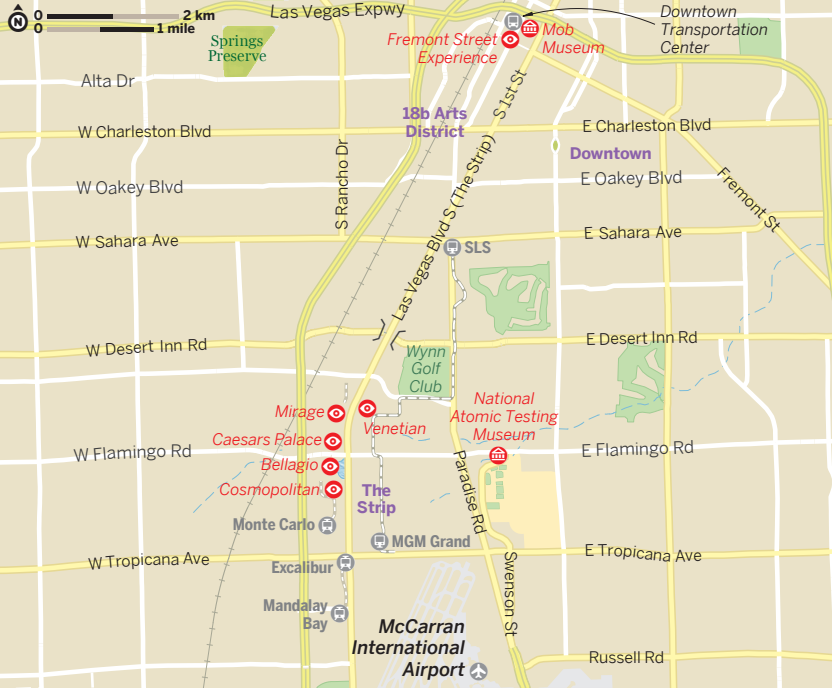 0
2 km
N
0
1 mile
Las Vegas Expwy
Downtown
Transportation
Center
Springs
Preserve
Fremont Street
Experience
Mob
Museum
Alta Dr
S 1st St
18b Arts
District
W Charleston Blvd
E Charleston Blvd
Downtown
S Rancho Dr
W Oakey Blvd
E Oakey Blvd
Fremont St
Las Vegas Blvd S (The Strip)
W Sahara Ave
SLS
E Sahara Ave
W Desert Inn Rd
E Desert Inn Rd
Wynn
Golf
Club
National
Atomic Testing
Museum
Mirage
Venetian
Caesars Palace
W Flamingo Rd
E Flamingo Rd
Bellagio
Cosmopolitan
The
Strip
Paradise Rd
Monte Carlo
MGM Grand
W Tropicana Ave
Excalibur
E Tropicana Ave
Swenson St
Mandalay
Bay
McCarran
International
Airport
Russell Rd